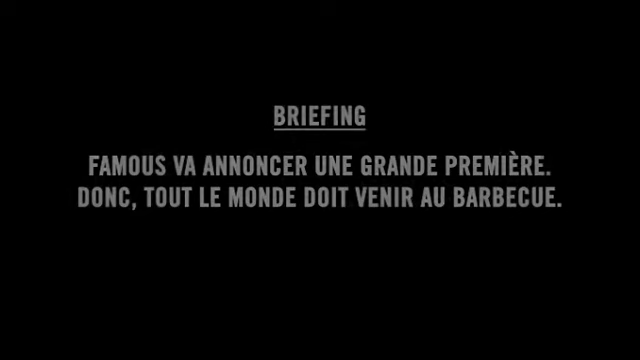 BRIEFING
FAMOUS VA ANNONCER UNE GRANDE PREMIÈRE.
DONC, TOUT LE MONDE DOIT VENIR AU BARBECUE.